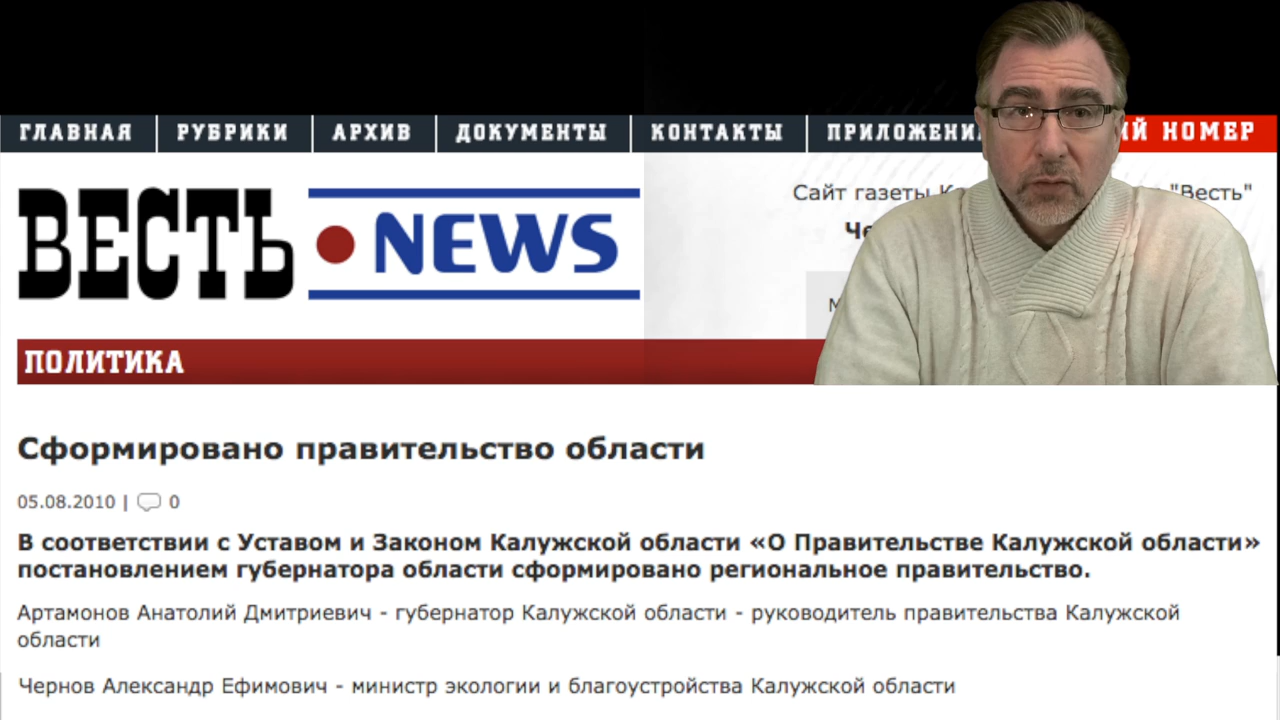 ГЛАВНАЯ РУБРИКИ АРХИВ ДОКУМЕНТЫ КОНТАКТЫ НОМЕР
Сайт газеты "Весть"
ВЕСТЬ NEWS
ПОЛИТИКА
Сформировано правительство области
05.08.2010 | 0
В соответствии с Уставом и Законом Калужской области «О Правительстве Калужской области»
постановлением губернатора области сформировано региональное правительство.
Артамонов Анатолий Дмитриевич - губернатор Калужской области - руководитель правительства Калужской
области
Чернов Александр Ефимович - министр экологии и благоустройства Калужской области